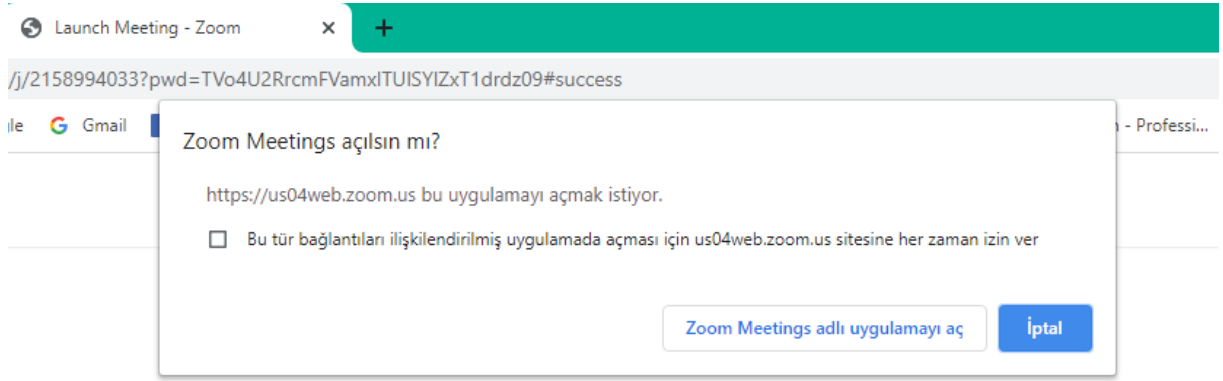 Launch Meeting - Zoom
/j/2158994033?pwd=TVo4U2RrcmFVamxITUISYlZxT1drdz09#success
Gmail
- Professi...
Zoom Meetings açılsın mı?
https://us04web.zoom.us bu uygulamayı açmak istiyor.
Bu tür bağlantıları ilişkilendirilmiş uygulamada açması için us04web.zoom.us sitesine her zaman izin ver
Zoom Meetings adlı uygulamayı aç
İptal